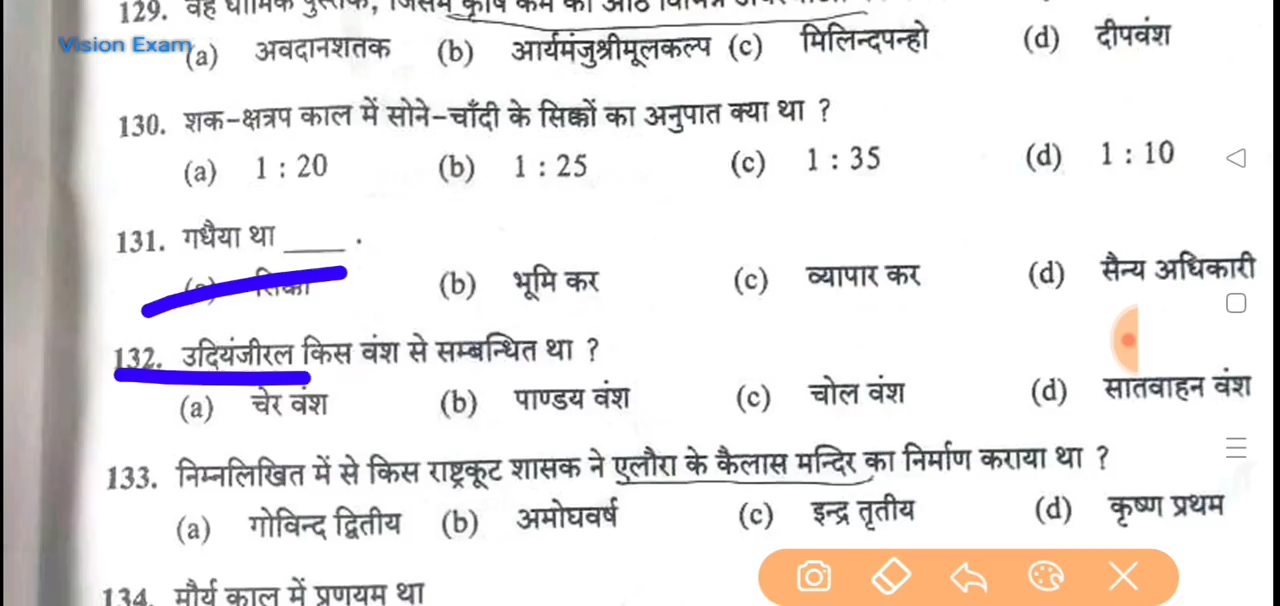 129. वह धार्मिक पुस्तक, जिसमें कृषि कर्म की आठ विभिन्न
Vision Exam
(a) अवदानशतक (b) आर्यमंजुश्रीमूलकल्प (c) मिलिन्दपन्हो (d) दीपवंश
130. शक-क्षत्रप काल में सोने-चाँदी के सिक्कों का अनुपात क्या था ?
(a) 1 : 20 (b) 1 : 25 (c) 1 : 35 (d) 1 : 10
131. गधैया था ____ .
(a) सिक्का (b) भूमि कर (c) व्यापार कर (d) सैन्य अधिकारी
132. उदियंजीरल किस वंश से सम्बन्धित था ?
(a) चेर वंश (b) पाण्डय वंश (c) चोल वंश (d) सातवाहन वंश
133. निम्नलिखित में से किस राष्ट्रकूट शासक ने एलौरा के कैलास मन्दिर का निर्माण कराया था ?
(a) गोविन्द द्वितीय (b) अमोघवर्ष (c) इन्द्र तृतीय (d) कृष्ण प्रथम
134. मौर्य काल में प्रणयम था